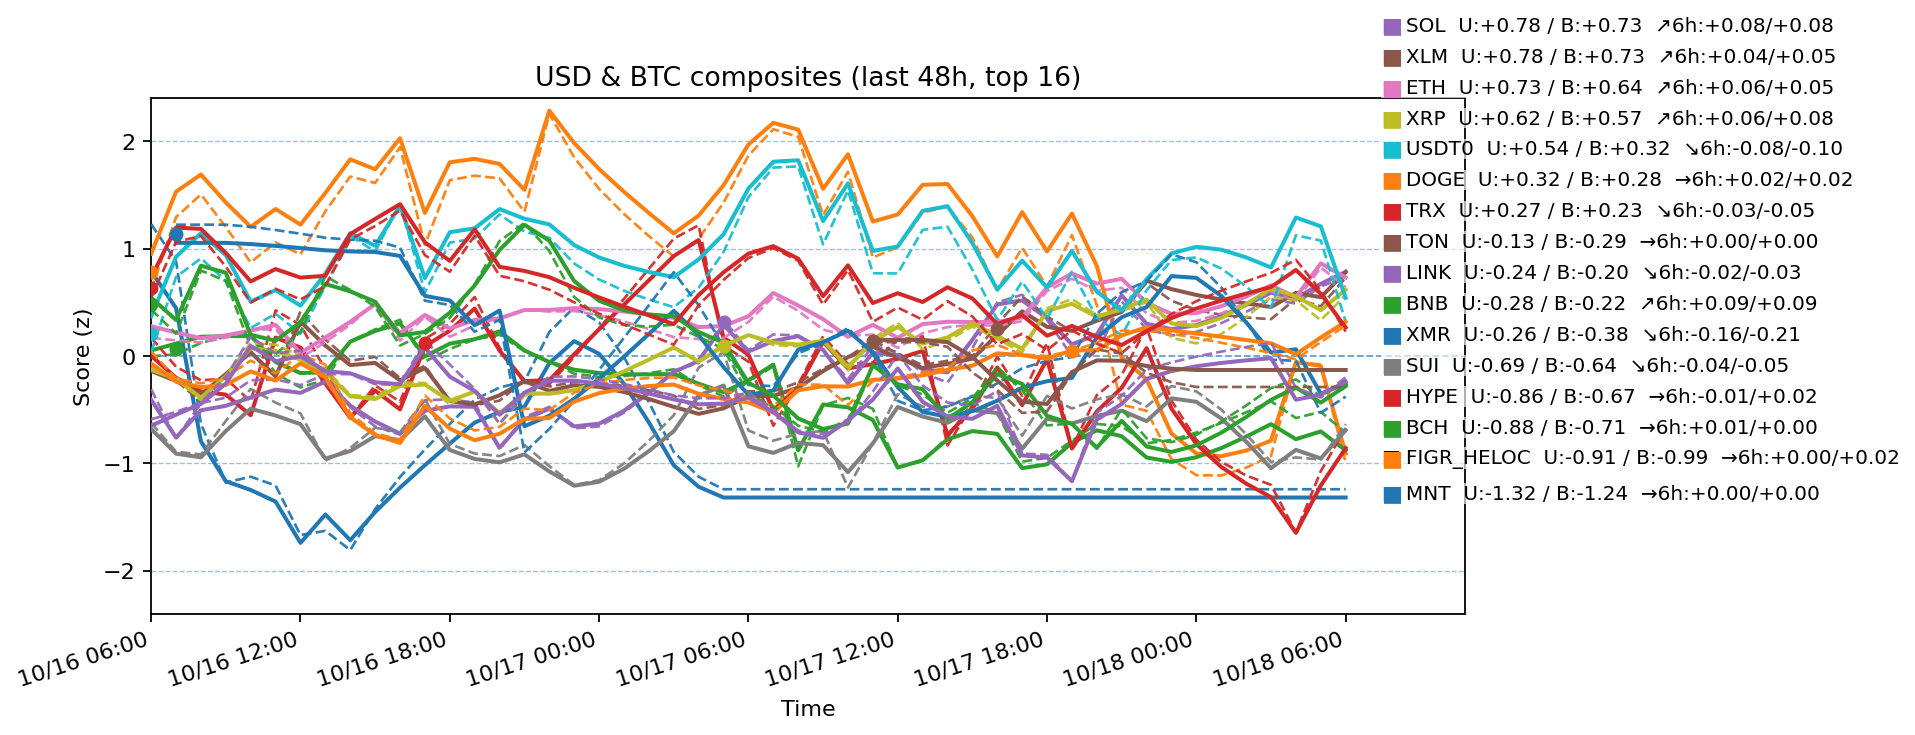 USD & BTC composites (last 48h, top 16)
SOL  U:+0.78 / B:+0.73  ↗6h:+0.08/+0.08
XLM  U:+0.78 / B:+0.73  ↗6h:+0.04/+0.05
ETH  U:+0.73 / B:+0.64  ↗6h:+0.06/+0.05
XRP  U:+0.62 / B:+0.57  ↗6h:+0.06/+0.08
USDT0  U:+0.54 / B:+0.32  ↘6h:-0.08/-0.10
DOGE  U:+0.32 / B:+0.28  →6h:+0.02/+0.02
TRX  U:+0.27 / B:+0.23  ↘6h:-0.03/-0.05
TON  U:-0.13 / B:-0.29  →6h:+0.00/+0.00
LINK  U:-0.24 / B:-0.20  ↘6h:-0.02/-0.03
BNB  U:-0.28 / B:-0.22  ↗6h:+0.09/+0.09
XMR  U:-0.26 / B:-0.38  ↘6h:-0.16/-0.21
SUI  U:-0.69 / B:-0.64  ↘6h:-0.04/-0.05
HYPE  U:-0.86 / B:-0.67  →6h:-0.01/+0.02
BCH  U:-0.88 / B:-0.71  →6h:+0.01/+0.00
FIGR_HELOC  U:-0.91 / B:-0.99  →6h:+0.00/+0.02
MNT  U:-1.32 / B:-1.24  →6h:+0.00/+0.00
Score (z)
2
1
0
−1
−2
10/16 06:00
10/16 12:00
10/16 18:00
10/17 00:00
10/17 06:00
10/17 12:00
10/17 18:00
10/18 00:00
10/18 06:00
Time